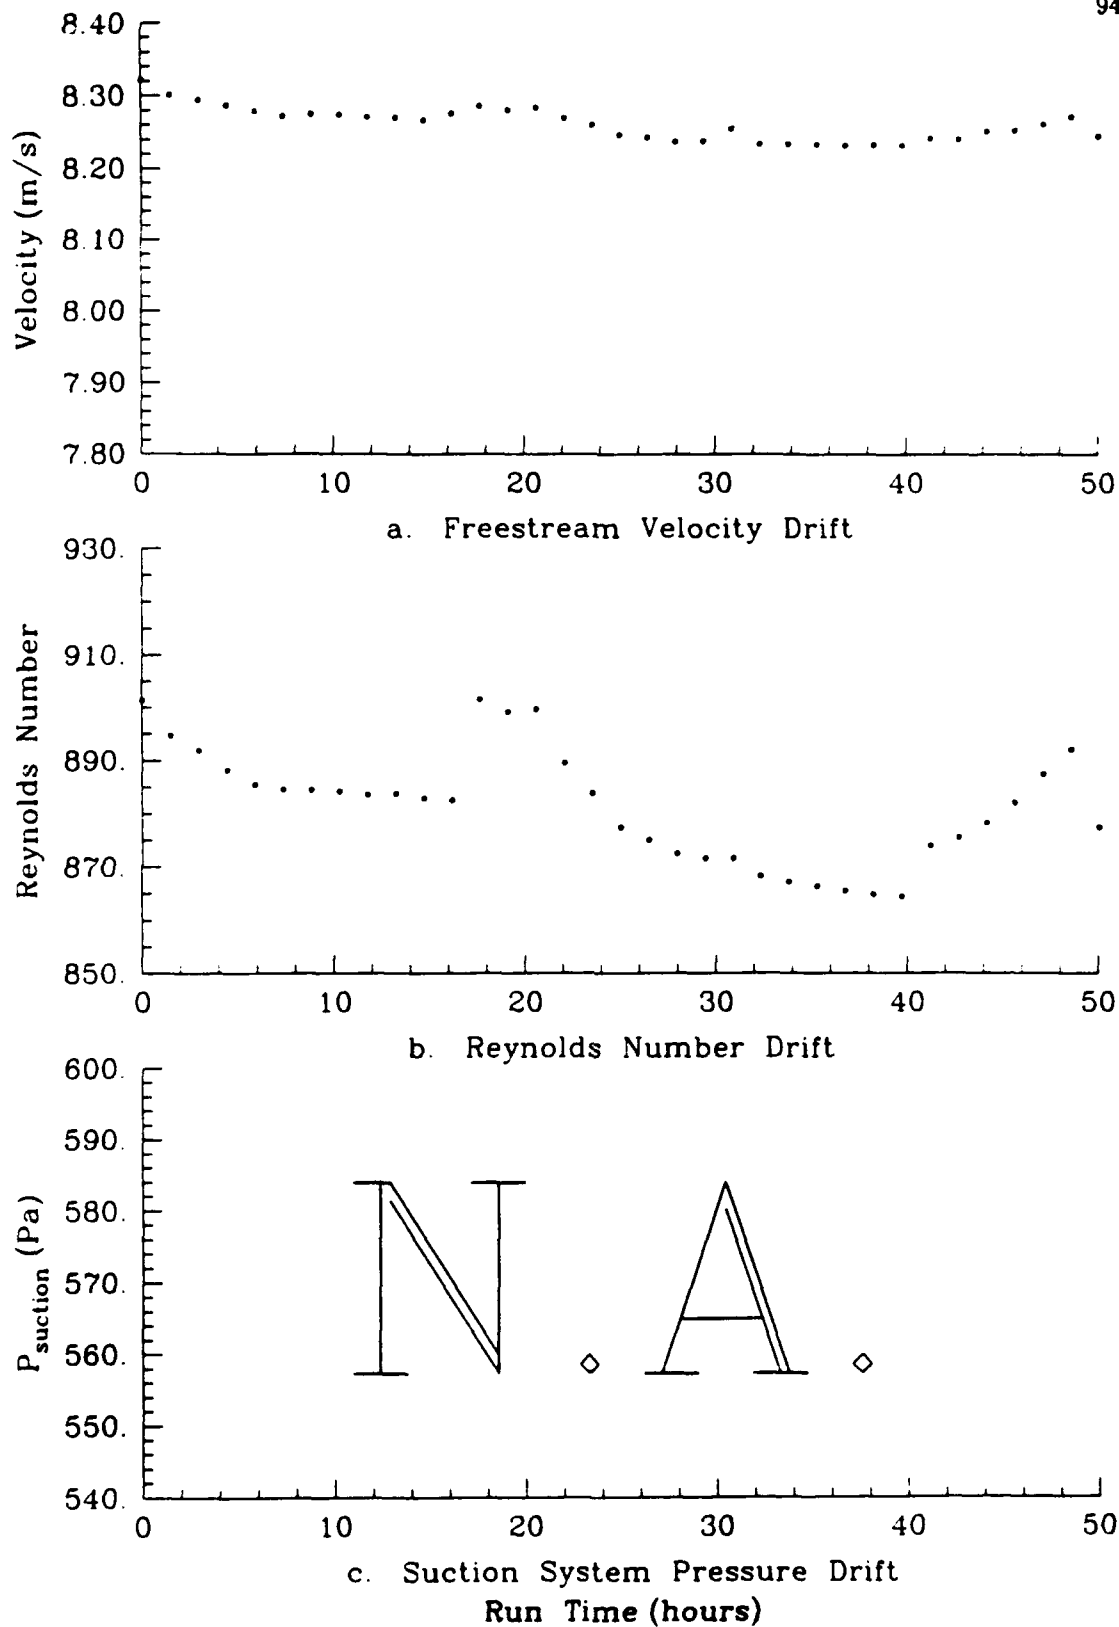 94
8.40
8.30
8.20
8.10
8.00
7.90
7.80
Velocity (m/s)
0 10 20 30 40 50
a. Freestream Velocity Drift
930.
910.
890.
870.
850.
Reynolds Number
0 10 20 30 40 50
b. Reynolds Number Drift
600.
590.
580.
570.
560.
550.
540.
P suction (Pa)
N.A.
0 10 20 30 40 50
c. Suction System Pressure Drift
Run Time (hours)